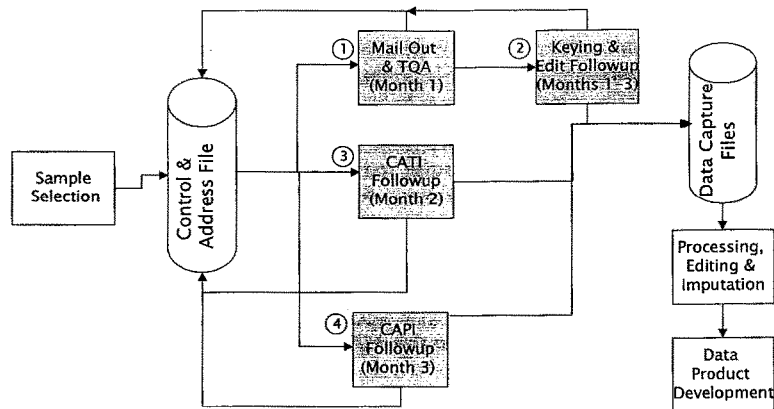 Sample
Selection
Control &
Address File
1
Mail Out
& TQA
(Month 1)
2
Keying &
Edit Followup
(Months 1-3)
3
CATI
Followup
(Month 2)
4
CAPI
Followup
(Month 3)
Data Capture
Files
Processing,
Editing &
Imputation
Data
Product
Development